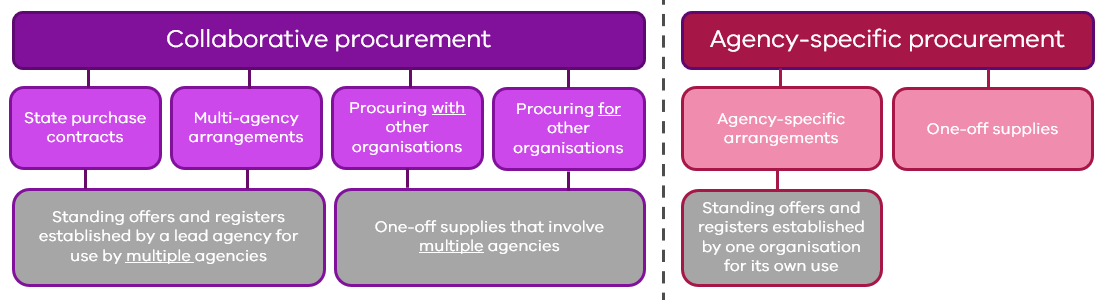 Collaborative procurement
Agency-specific procurement
State purchase
contracts
Multi-agency
arrangements
Procuring with
other
organisations
Procuring for
other
organisations
Agency-specific
arrangements
One-off supplies
Standing offers and registers
established by a lead agency for
use by multiple agencies
One-off supplies that involve
multiple agencies
Standing offers and
registers established
by one organisation
for its own use